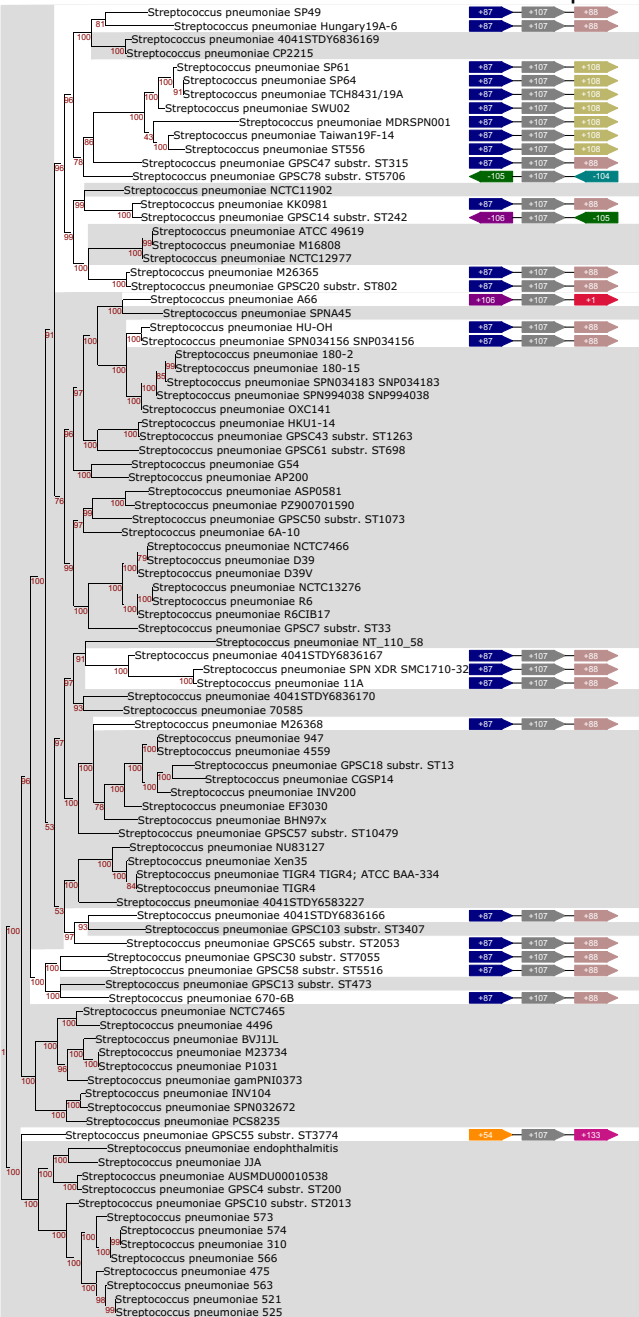 Streptococcus pneumoniae SP49 +87 +107 +88
81
Streptococcus pneumoniae Hungary19A-6 +87 +107 +88
100
Streptococcus pneumoniae 4041STDY6836169
100
Streptococcus pneumoniae CP2215
Streptococcus pneumoniae SP61 +87 +107 +108
100
Streptococcus pneumoniae SP64 +87 +107 +108
91
Streptococcus pneumoniae TCH8431/19A +87 +107 +108
96
100
Streptococcus pneumoniae SWU02 +87 +107 +108
Streptococcus pneumoniae MDRSPN001 +87 +107 +108
43
Streptococcus pneumoniae Taiwan19F-14 +87 +107 +108
86
100
Streptococcus pneumoniae ST556 +87 +107 +108
78
Streptococcus pneumoniae GPSC47 substr. ST315 +87 +107 +88
96
Streptococcus pneumoniae GPSC78 substr. ST5706 -105 +107 -104
Streptococcus pneumoniae NCTC11902
99
Streptococcus pneumoniae KK0981 +87 +107 +88
100
Streptococcus pneumoniae GPSC14 substr. ST242 -106 +107 -105
99
Streptococcus pneumoniae ATCC 49619
99
Streptococcus pneumoniae M16808
100
Streptococcus pneumoniae NCTC12977
100
Streptococcus pneumoniae M26365 +87 +107 +88
100
Streptococcus pneumoniae GPSC20 substr. ST802 +87 +107 +88
Streptococcus pneumoniae A66 +106 +107 +1
100
Streptococcus pneumoniae SPNA45
91
Streptococcus pneumoniae HU-OH +87 +107 +88
100
100
Streptococcus pneumoniae SPN034156 SNP034156 +87 +107 +88
Streptococcus pneumoniae 180-2
99
Streptococcus pneumoniae 180-15
100
85
Streptococcus pneumoniae SPN034183 SNP034183
97
100
Streptococcus pneumoniae SPN994038 SNP994038
100
Streptococcus pneumoniae OXC141
Streptococcus pneumoniae HKU1-14
96
100
Streptococcus pneumoniae GPSC43 substr. ST1263
100
Streptococcus pneumoniae GPSC61 substr. ST698
Streptococcus pneumoniae G54
100
Streptococcus pneumoniae AP200
Streptococcus pneumoniae ASP0581
76
100
Streptococcus pneumoniae PZ900701590
99
Streptococcus pneumoniae GPSC50 substr. ST1073
97
Streptococcus pneumoniae 6A-10
Streptococcus pneumoniae NCTC7466
79
Streptococcus pneumoniae D39
99
Streptococcus pneumoniae D39V
100
100
Streptococcus pneumoniae NCTC13276
100
Streptococcus pneumoniae R6
100
Streptococcus pneumoniae R6CIB17
100
Streptococcus pneumoniae GPSC7 substr. ST33
Streptococcus pneumoniae NT_110_58
91
Streptococcus pneumoniae 4041STDY6836167 +87 +107 +88
100
Streptococcus pneumoniae SPN XDR SMC1710-32 +87 +107 +88
97
100
Streptococcus pneumoniae 11A +87 +107 +88
Streptococcus pneumoniae 4041STDY6836170
93
Streptococcus pneumoniae 70585
Streptococcus pneumoniae M26368 +87 +107 +88
97
Streptococcus pneumoniae 947
100
Streptococcus pneumoniae 4559
Streptococcus pneumoniae GPSC18 substr. ST13
100
100
Streptococcus pneumoniae CGSP14
96
100
100
Streptococcus pneumoniae INV200
100
78
Streptococcus pneumoniae EF3030
Streptococcus pneumoniae BHN97x
53
100
Streptococcus pneumoniae GPSC57 substr. ST10479
Streptococcus pneumoniae NU83127
100
Streptococcus pneumoniae Xen35
100
Streptococcus pneumoniae TIGR4 TIGR4; ATCC BAA-334
84
100
Streptococcus pneumoniae TIGR4
Streptococcus pneumoniae 4041STDY6583227
53
Streptococcus pneumoniae 4041STDY6836166 +87 +107 +88
93
Streptococcus pneumoniae GPSC103 substr. ST3407
100
97
Streptococcus pneumoniae GPSC65 substr. ST2053 +87 +107 +88
Streptococcus pneumoniae GPSC30 substr. ST7055 +87 +107 +88
100
Streptococcus pneumoniae GPSC58 substr. ST5516 +87 +107 +88
100
Streptococcus pneumoniae GPSC13 substr. ST473
100
Streptococcus pneumoniae 670-6B +87 +107 +88
Streptococcus pneumoniae NCTC7465
100
Streptococcus pneumoniae 4496
Streptococcus pneumoniae BVJ1JL
100
1
100
Streptococcus pneumoniae M23734
100
96
Streptococcus pneumoniae P1031
100
Streptococcus pneumoniae gamPNI0373
Streptococcus pneumoniae INV104
100
Streptococcus pneumoniae SPN032672
100
Streptococcus pneumoniae PCS8235
Streptococcus pneumoniae GPSC55 substr. ST3774 +54 +107 +133
Streptococcus pneumoniae endophthalmitis
100
Streptococcus pneumoniae JJA
100
100
Streptococcus pneumoniae AUSMDU00010538
100
Streptococcus pneumoniae GPSC4 substr. ST200
100
Streptococcus pneumoniae GPSC10 substr. ST2013
Streptococcus pneumoniae 573
Streptococcus pneumoniae 574
100
99
Streptococcus pneumoniae 310
100
100
Streptococcus pneumoniae 566
100
Streptococcus pneumoniae 475
100
Streptococcus pneumoniae 563
98
Streptococcus pneumoniae 521
99
Streptococcus pneumoniae 525